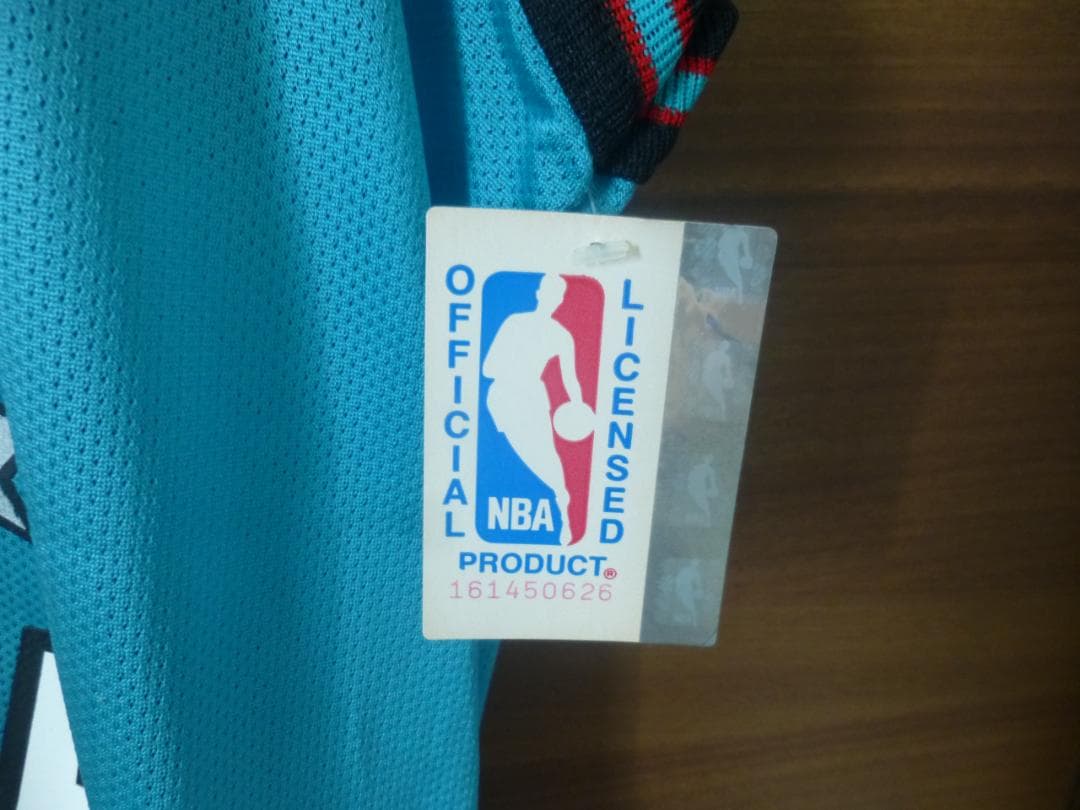 OFFICIAL
LICENSED
NBA
PRODUCT®
161450626